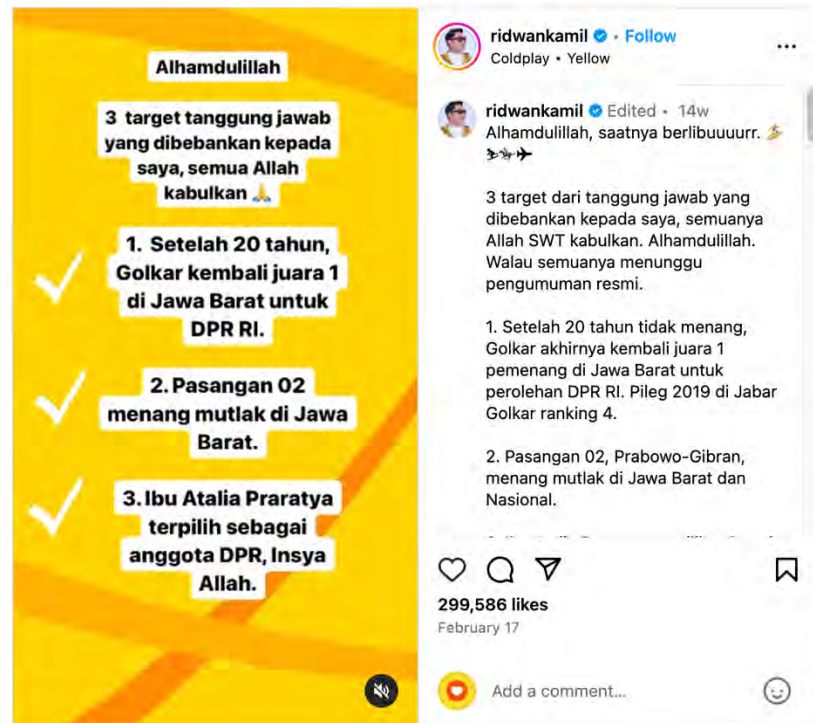 Alhamdulillah
3 target tanggung jawab
yang dibebankan kepada
saya, semua Allah
kabulkan 🙏
1. Setelah 20 tahun,
Golkar kembali juara 1
di Jawa Barat untuk
DPR RI.
2. Pasangan 02
menang mutlak di Jawa
Barat.
3. Ibu Atalia Praratya
terpilih sebagai
anggota DPR, Insya
Allah.
ridwankamil • Follow
Coldplay • Yellow
ridwankamil Edited • 14w
Alhamdulillah, saatnya berlibuuuurr.
3 target dari tanggung jawab yang
dibebankan kepada saya, semuanya
Allah SWT kabulkan. Alhamdulillah.
Walau semuanya menunggu
pengumuman resmi.
1. Setelah 20 tahun tidak menang,
Golkar akhirnya kembali juara 1
pemenang di Jawa Barat untuk
perolehan DPR RI. Pileg 2019 di Jabar
Golkar ranking 4.
2. Pasangan 02, Prabowo-Gibran,
menang mutlak di Jawa Barat dan
Nasional.
299,586 likes
February 17
Add a comment...